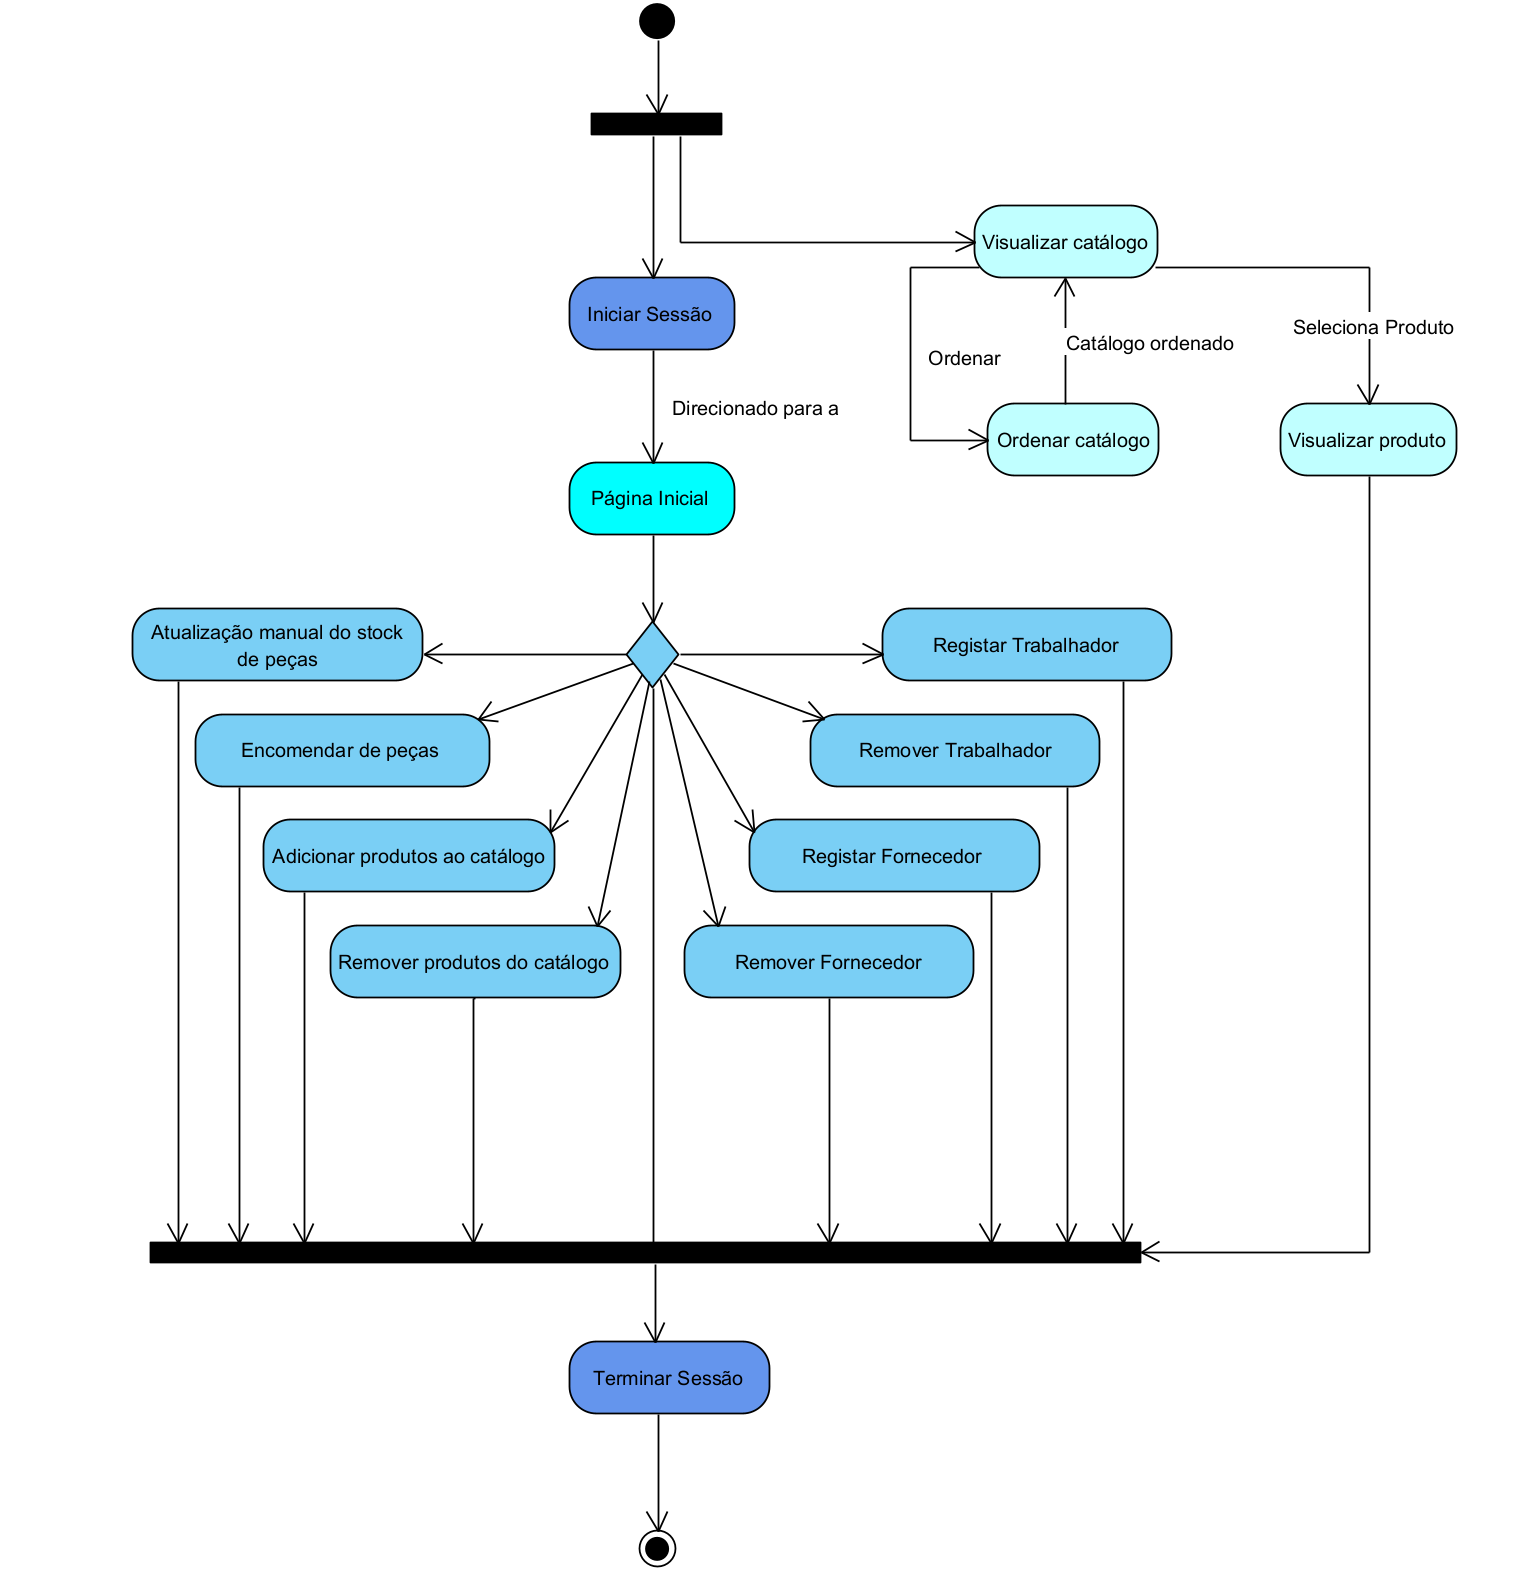 Visualizar catálogo
Iniciar Sessão
Seleciona Produto
Catálogo ordenado
Ordenar
Direcionado para a
Ordenar catálogo
Visualizar produto
Página Inicial
Atualização manual do stock
de peças
Registar Trabalhador
Encomendar de peças
Remover Trabalhador
Adicionar produtos ao catálogo
Registar Fornecedor
Remover produtos do catálogo
Remover Fornecedor
Terminar Sessão